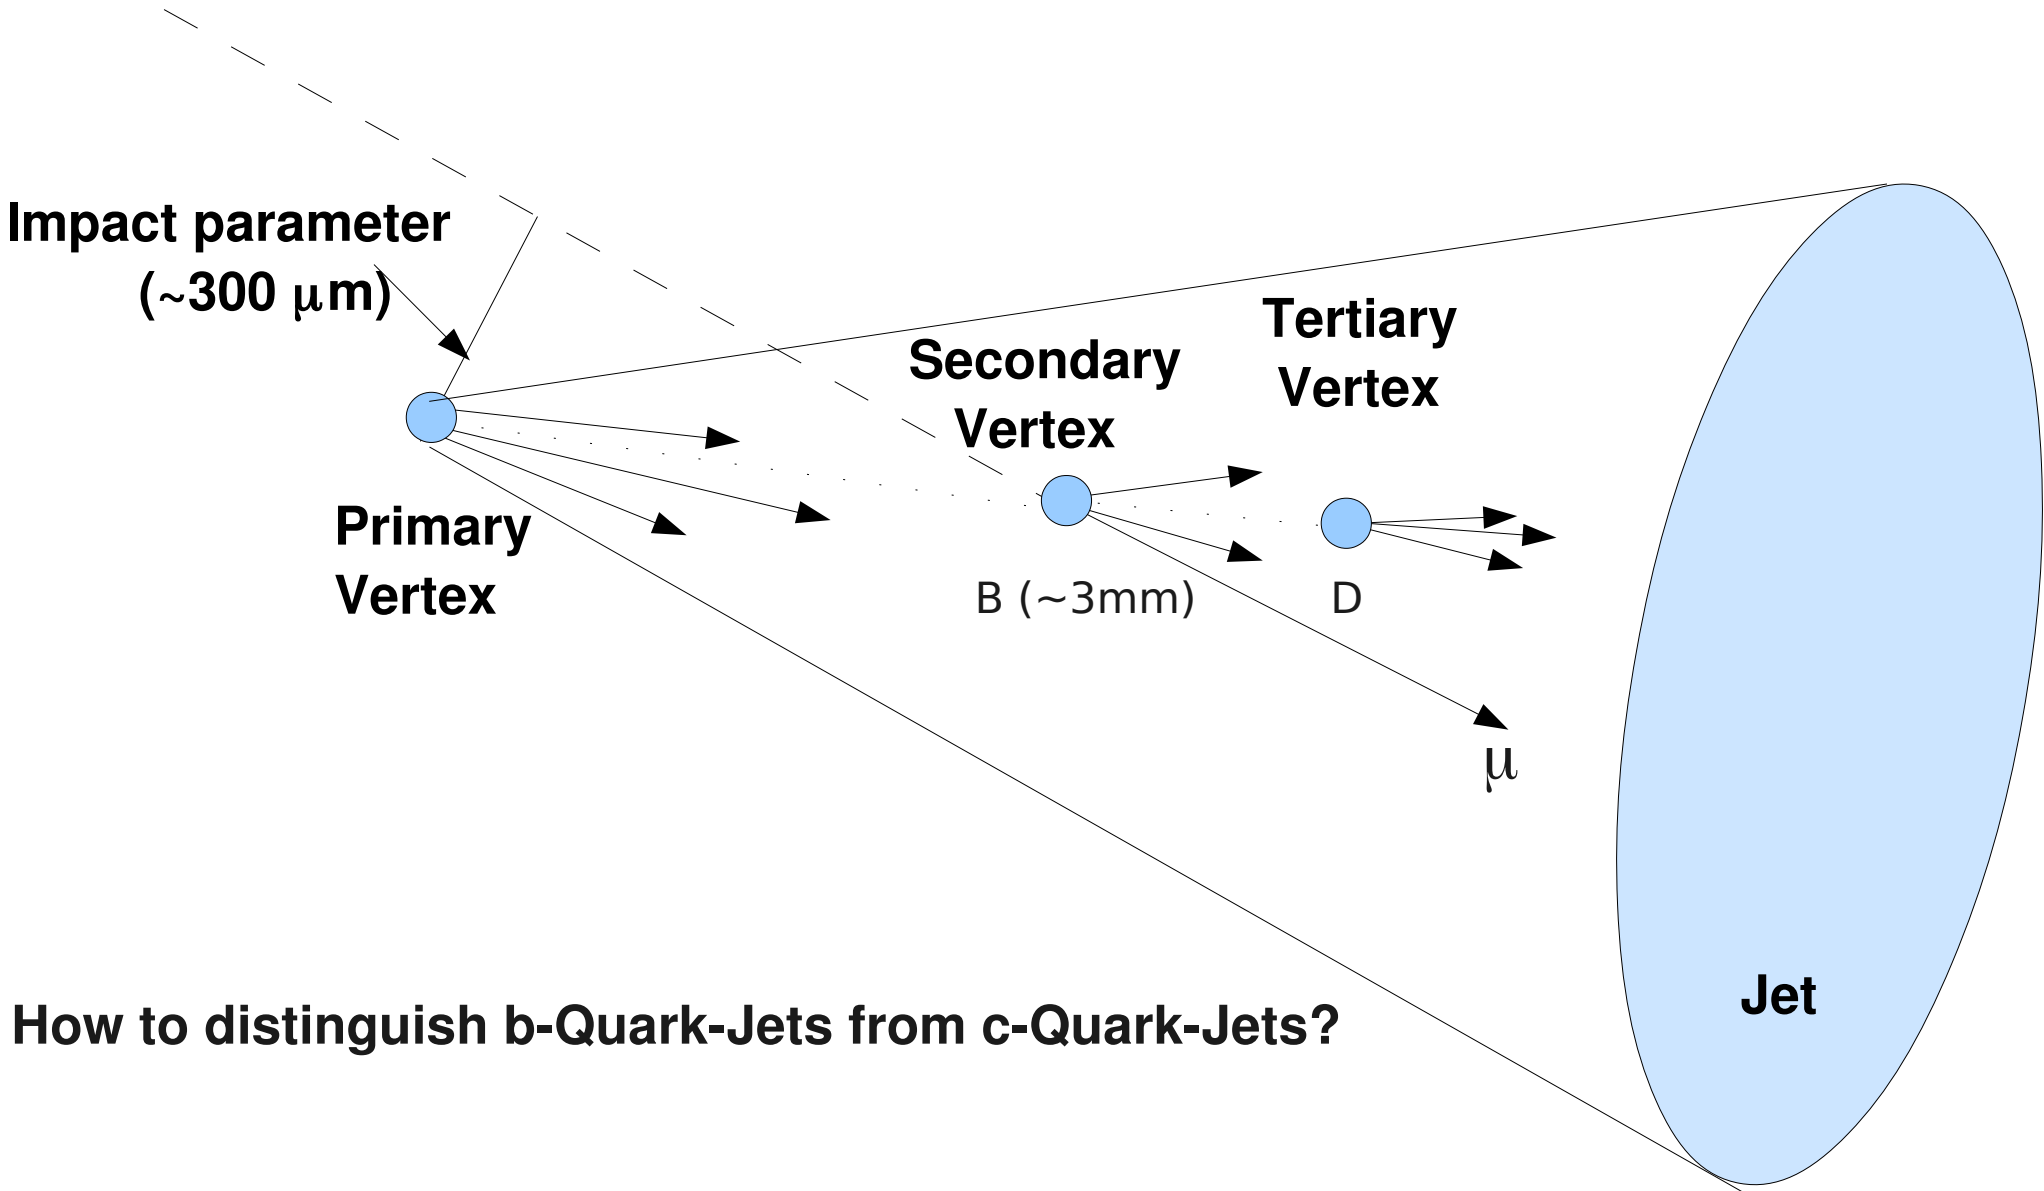 Impact parameter
(~300 μm)
Tertiary
Vertex
Secondary
Vertex
Primary
Vertex
B (~3mm)
D
μ
Jet
How to distinguish b-Quark-Jets from c-Quark-Jets?